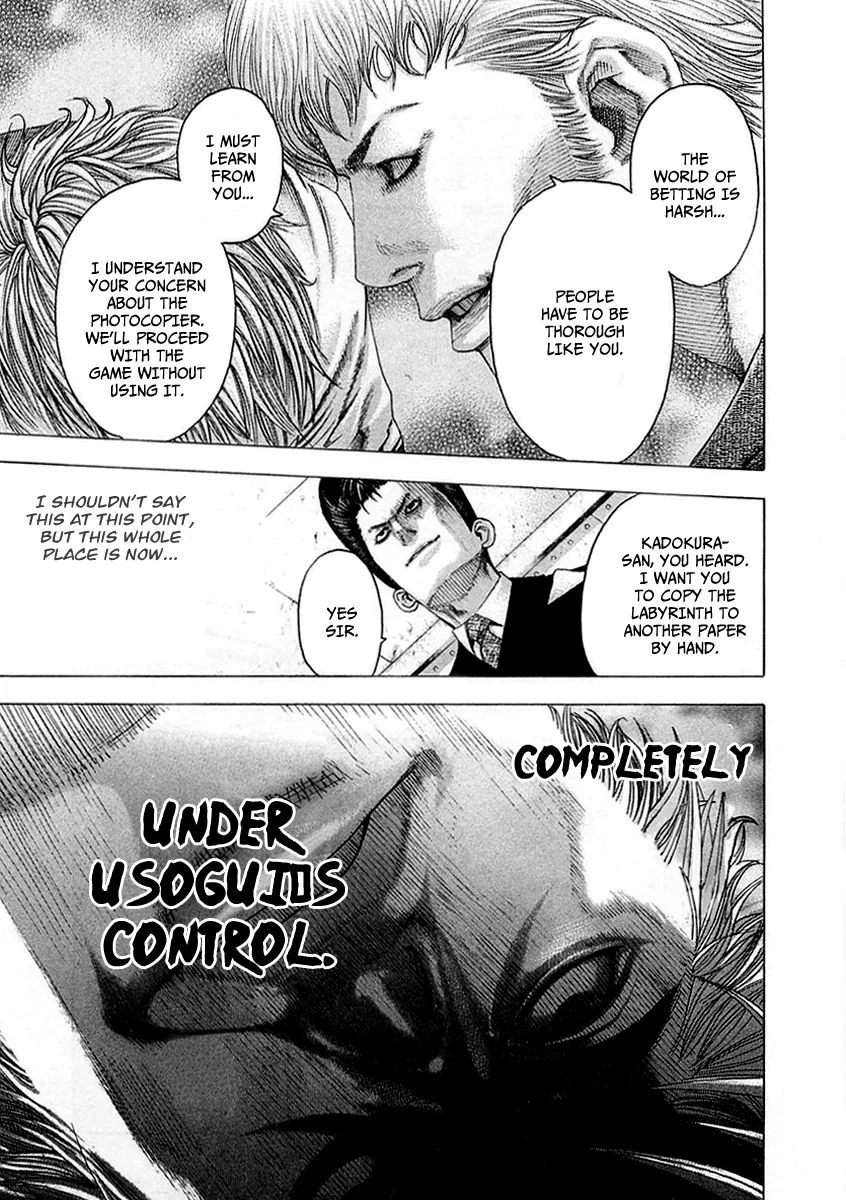 THE
WORLD OF
BETTING IS
HARSH...
PEOPLE
HAVE TO BE
THOROUGH
LIKE YOU.
I MUST
LEARN
FROM
YOU...
I UNDERSTAND
YOUR CONCERN
ABOUT THE
PHOTOCOPIER.
WE'LL PROCEED
WITH THE
GAME WITHOUT
USING IT.
KADOKURA-
SAN, YOU HEARD.
I WANT YOU
TO COPY THE
LABYRINTH TO
ANOTHER PAPER
BY HAND.
YES
SIR.
I SHOULDN'T SAY
THIS AT THIS POINT,
BUT THIS WHOLE
PLACE IS NOW...
COMPLETELY
UNDER
USOGUI▯S
CONTROL.